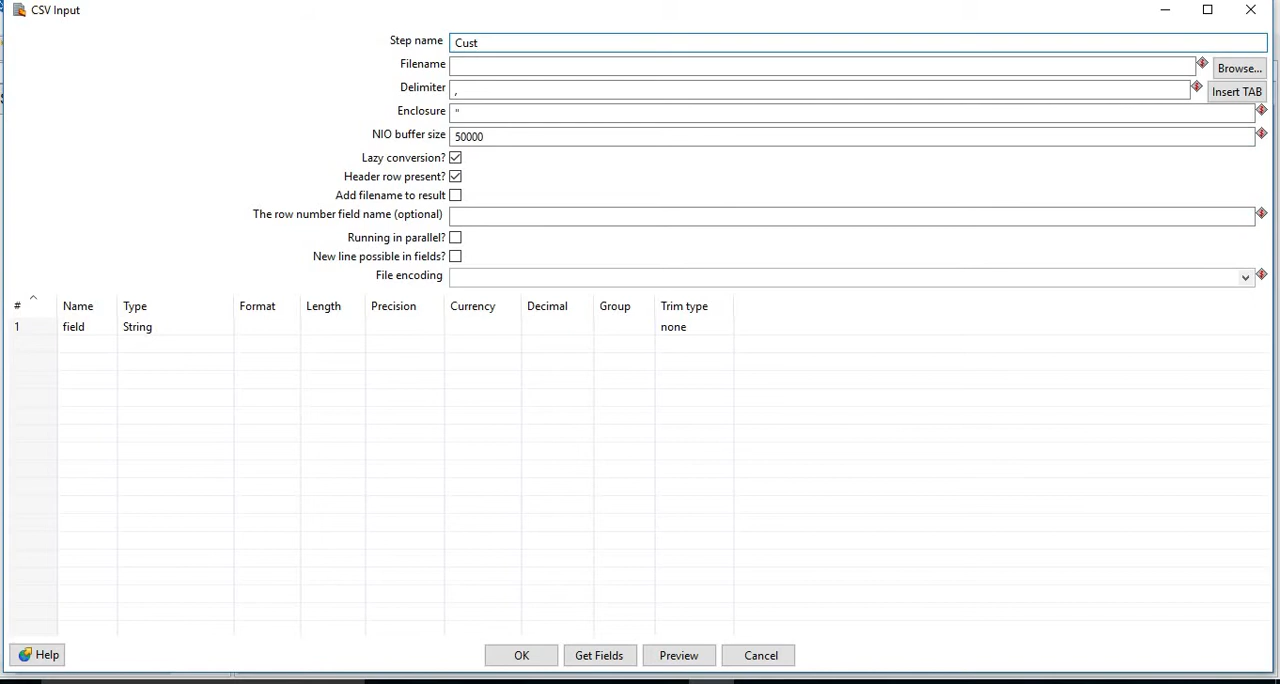 CSV Input
Step name Cust
Filename Browse...
Delimiter , Insert TAB
Enclosure "
NIO buffer size 50000
Lazy conversion?
Header row present?
Add filename to result
The row number field name (optional)
Running in parallel?
New line possible in fields?
File encoding
# Name Type Format Length Precision Currency Decimal Group Trim type
1 field String none
Help OK Get Fields Preview Cancel